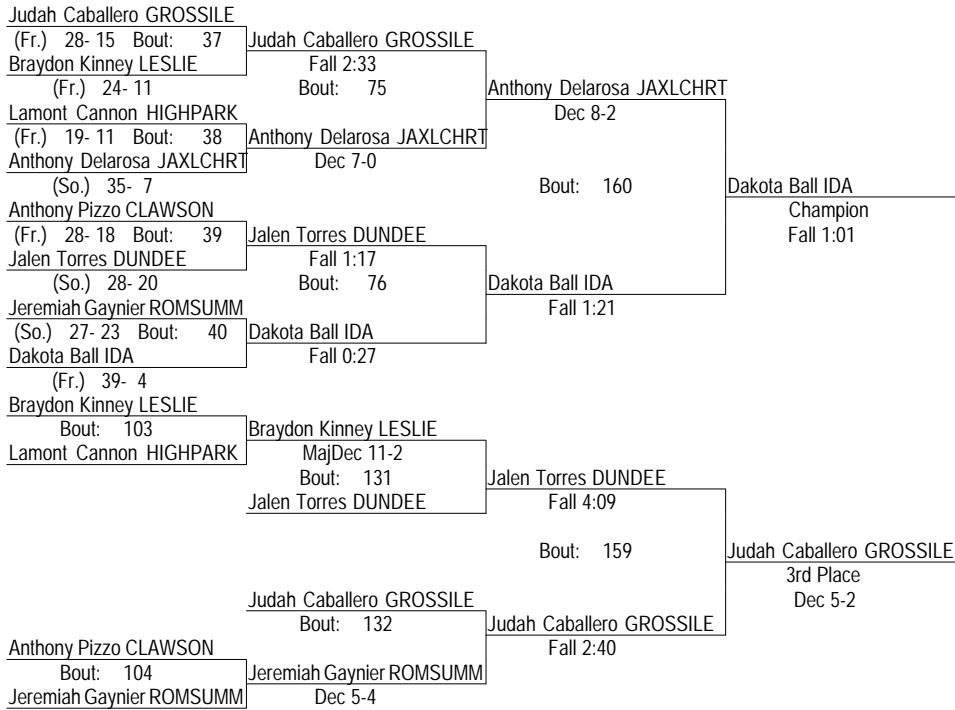 Judah Caballero GROSSILE
(Fr.) 28- 15 Bout: 37
Judah Caballero GROSSILE
Braydon Kinney LESLIE
Fall 2:33
(Fr.) 24- 11
Bout: 75
Anthony Delarosa JAXLCHRT
Lamont Cannon HIGHPARK
Dec 8-2
(Fr.) 19- 11 Bout: 38
Anthony Delarosa JAXLCHRT
Anthony Delarosa JAXLCHRT
Dec 7-0
(So.) 35- 7
Bout: 160
Dakota Ball IDA
Anthony Pizzo CLAWSON
Champion
(Fr.) 28- 18 Bout: 39
Jalen Torres DUNDEE
Fall 1:01
Jalen Torres DUNDEE
Fall 1:17
(So.) 28- 20
Bout: 76
Dakota Ball IDA
Jeremiah Gaynier ROMSUMM
Fall 1:21
(So.) 27- 23 Bout: 40
Dakota Ball IDA
Dakota Ball IDA
Fall 0:27
(Fr.) 39- 4
Braydon Kinney LESLIE
Bout: 103
Braydon Kinney LESLIE
Lamont Cannon HIGHPARK
MajDec 11-2
Bout: 131
Jalen Torres DUNDEE
Jalen Torres DUNDEE
Fall 4:09
Bout: 159
Judah Caballero GROSSILE
3rd Place
Judah Caballero GROSSILE
Dec 5-2
Bout: 132
Judah Caballero GROSSILE
Anthony Pizzo CLAWSON
Fall 2:40
Bout: 104
Jeremiah Gaynier ROMSUMM
Jeremiah Gaynier ROMSUMM
Dec 5-4